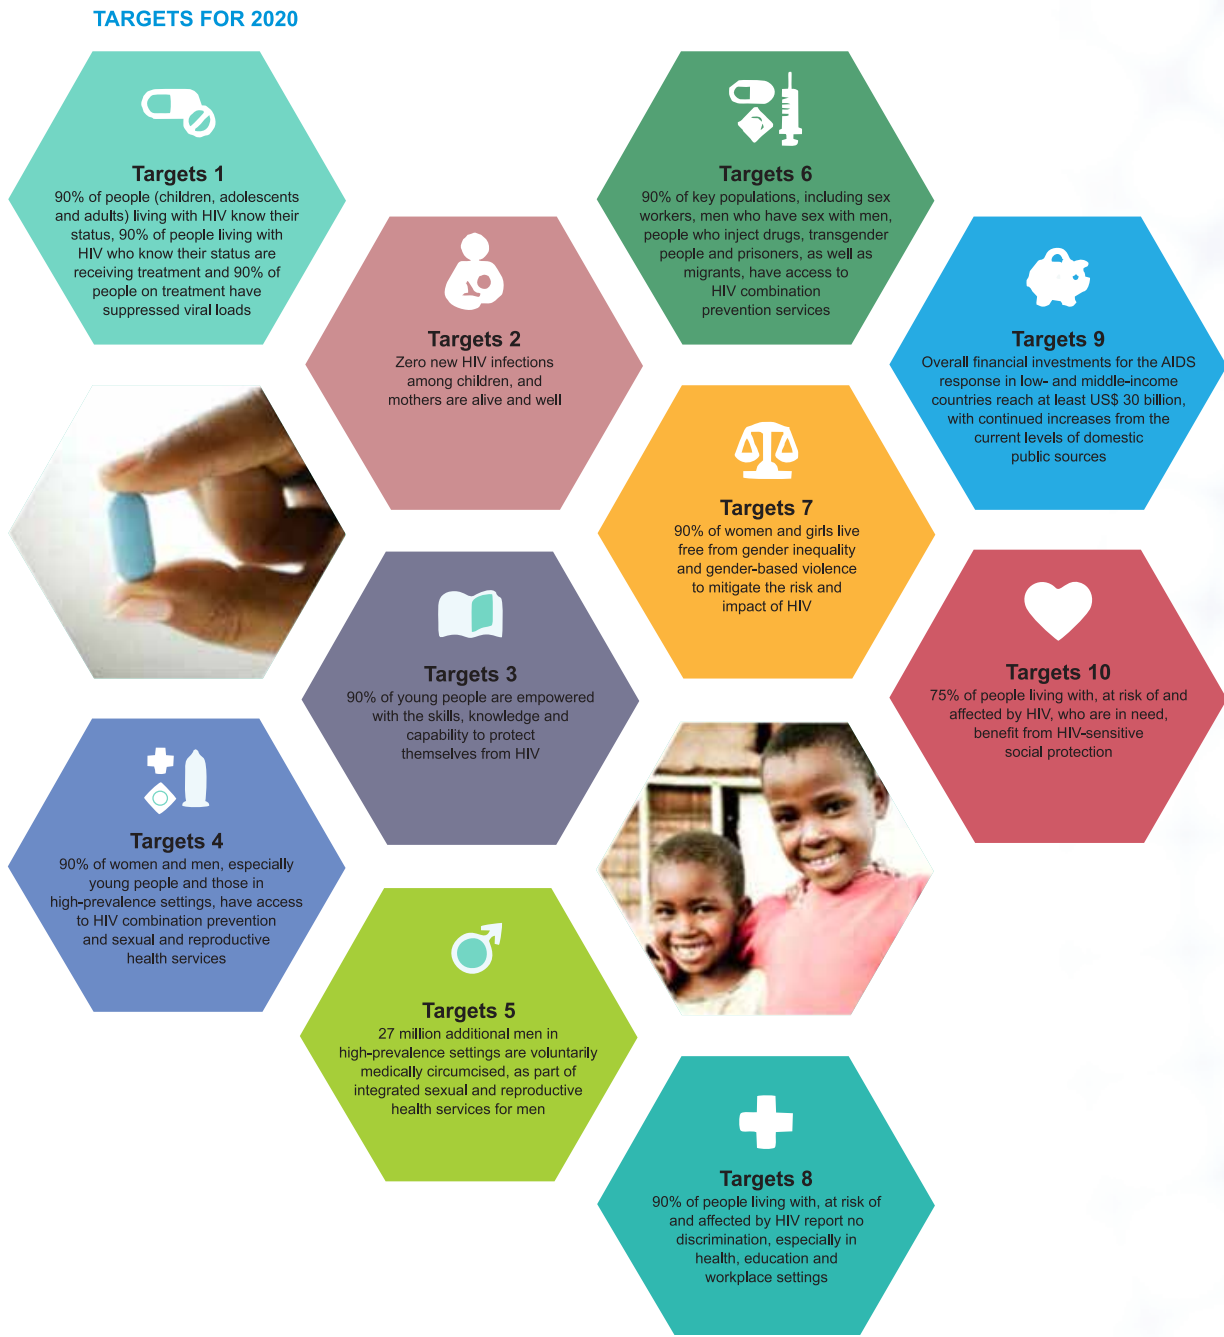 TARGETS FOR 2020
Targets 1
90% of people (children, adolescents
and adults) living with HIV know their
status, 90% of people living with
HIV who know their status are
receiving treatment and 90% of
people on treatment have
suppressed viral loads
Targets 2
Zero new HIV infections
among children, and
mothers are alive and well
Targets 3
90% of young people are empowered
with the skills, knowledge and
capability to protect
themselves from HIV
Targets 4
90% of women and men, especially
young people and those in
high-prevalence settings, have access
to HIV combination prevention
and sexual and reproductive
health services
Targets 5
27 million additional men in
high-prevalence settings are voluntarily
medically circumcised, as part of
integrated sexual and reproductive
health services for men
Targets 6
90% of key populations, including sex
workers, men who have sex with men,
people who inject drugs, transgender
people and prisoners, as well as
migrants, have access to
HIV combination
prevention services
Targets 7
90% of women and girls live
free from gender inequality
and gender-based violence
to mitigate the risk and
impact of HIV
Targets 8
90% of people living with, at risk of
and affected by HIV report no
discrimination, especially in
health, education and
workplace settings
Targets 9
Overall financial investments for the AIDS
response in low- and middle-income
countries reach at least US$ 30 billion,
with continued increases from the
current levels of domestic
public sources
Targets 10
75% of people living with, at risk of and
affected by HIV, who are in need,
benefit from HIV-sensitive
social protection